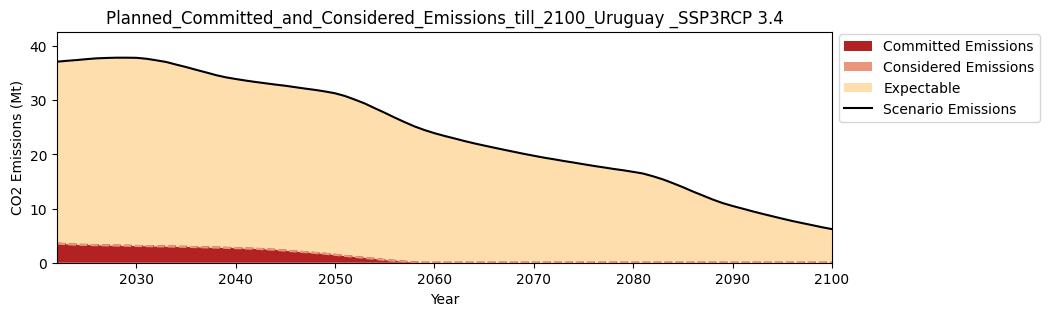 Planned_Committed_and_Considered_Emissions_till_2100_Uruguay _SSP3RCP 3.4
40
30
20
10
0
CO2 Emissions (Mt)
2030
2040
2050
2060
2070
2080
2090
2100
Year
Committed Emissions
Considered Emissions
Expectable
Scenario Emissions